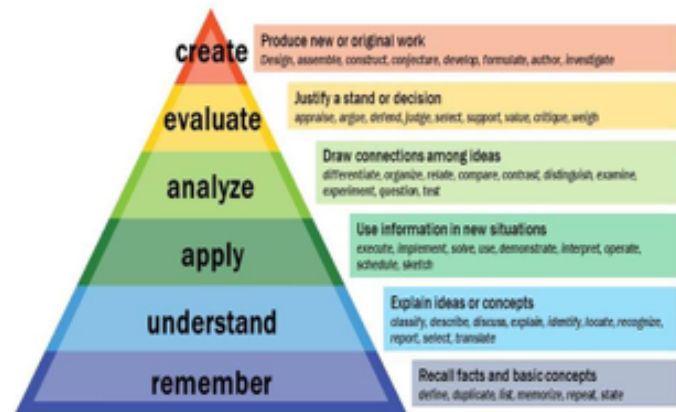 create
Produce new or original work
Design, assemble, construct, conjecture, develop, formulate, author, investigate
evaluate
Justify a stand or decision
appraise, argue, defend, judge, select, support, value, critique, weigh
analyze
Draw connections among ideas
differentiate, organize, relate, compare, contrast, distinguish, examine,
experiment, question, test
apply
Use information in new situations
execute, implement, solve, use, demonstrate, interpret, operate,
schedule, sketch
understand
Explain ideas or concepts
classify, describe, discuss, explain, identify, locate, recognize,
report, select, translate
remember
Recall facts and basic concepts
define, duplicate, list, memorize, repeat, state